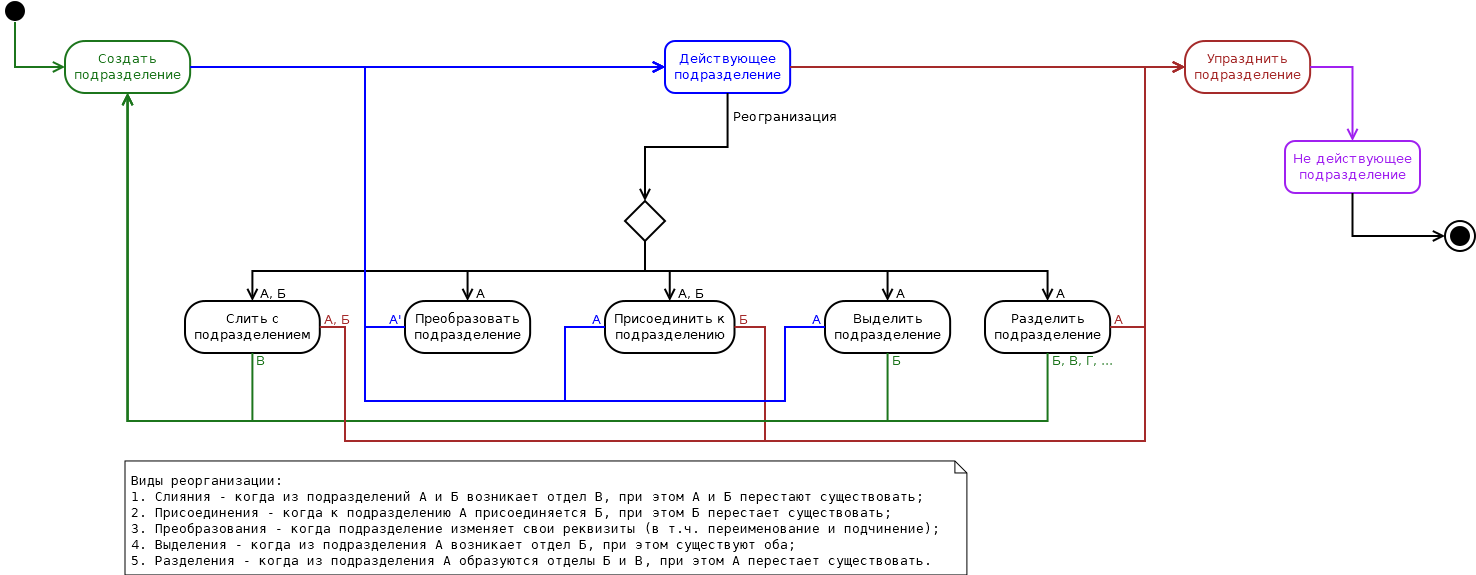 Создать
подразделение
Действующее
подразделение
Упразднить
подразделение
Реогранизация
Не действующее
подразделение
А, Б
А
А, Б
А
А
Слить с
подразделением
А, Б
А'
Преобразовать
подразделение
А
Присоединить к
подразделению
Б
А
Выделить
подразделение
Разделить
подразделение
А
В
Б
Б, В, Г, ...
Виды реорганизации:
1. Слияния - когда из подразделений А и Б возникает отдел В, при этом А и Б перестают существовать;
2. Присоединения - когда к подразделению А присоединяется Б, при этом Б перестает существовать;
3. Преобразования - когда подразделение изменяет свои реквизиты (в т.ч. переименование и подчинение);
4. Выделения - когда из подразделения А возникает отдел Б, при этом существуют оба;
5. Разделения - когда из подразделения А образуются отделы Б и В, при этом А перестает существовать.